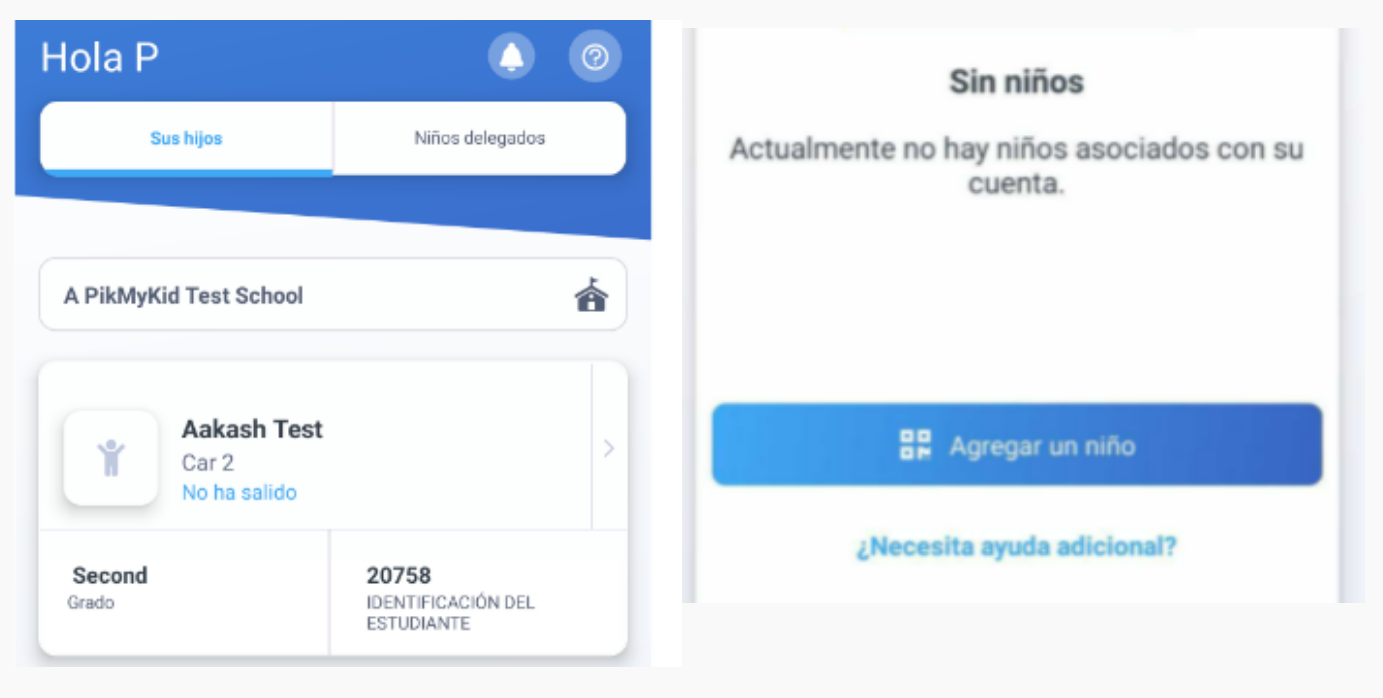 Hola P
Sus hijos
Niños delegados
A PikMyKid Test School
Aakash Test
Car 2
No ha salido
Second
Grado
20758
IDENTIFICACIÓN DEL
ESTUDIANTE
Sin niños
Actualmente no hay niños asociados con su
cuenta.
Agregar un niño
¿Necesita ayuda adicional?